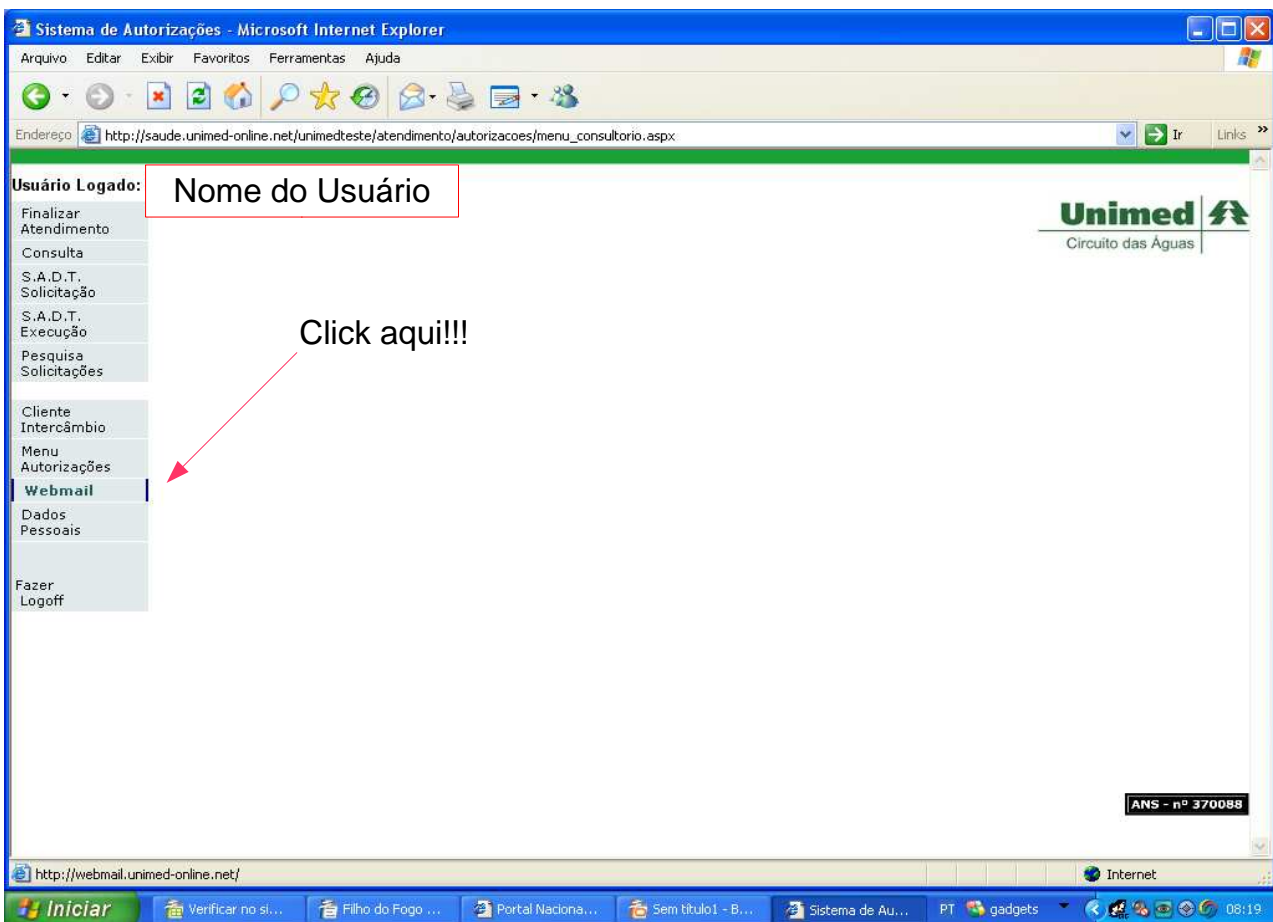 Sistema de Autorizações - Microsoft Internet Explorer
Arquivo Editar Exibir Favoritos Ferramentas Ajuda
Endereço http://saude.unimed-online.net/unimedteste/atendimento/autorizacoes/menu_consultorio.aspx Ir Links »
Usuário Logado:
Nome do Usuário
Unimed
Circuito das Águas
Finalizar
Atendimento
Consulta
S.A.D.T.
Solicitação
S.A.D.T.
Execução
Pesquisa
Solicitações
Click aqui!!!
Cliente
Intercâmbio
Menu
Autorizações
Webmail
Dados
Pessoais
Fazer
Logoff
ANS - nº 370088
http://webmail.unimed-online.net/ Internet
Iniciar Verificar no si... Filho do Fogo ... Portal Naciona... Sem título1 - B... Sistema de Au... PT gadgets 08:19